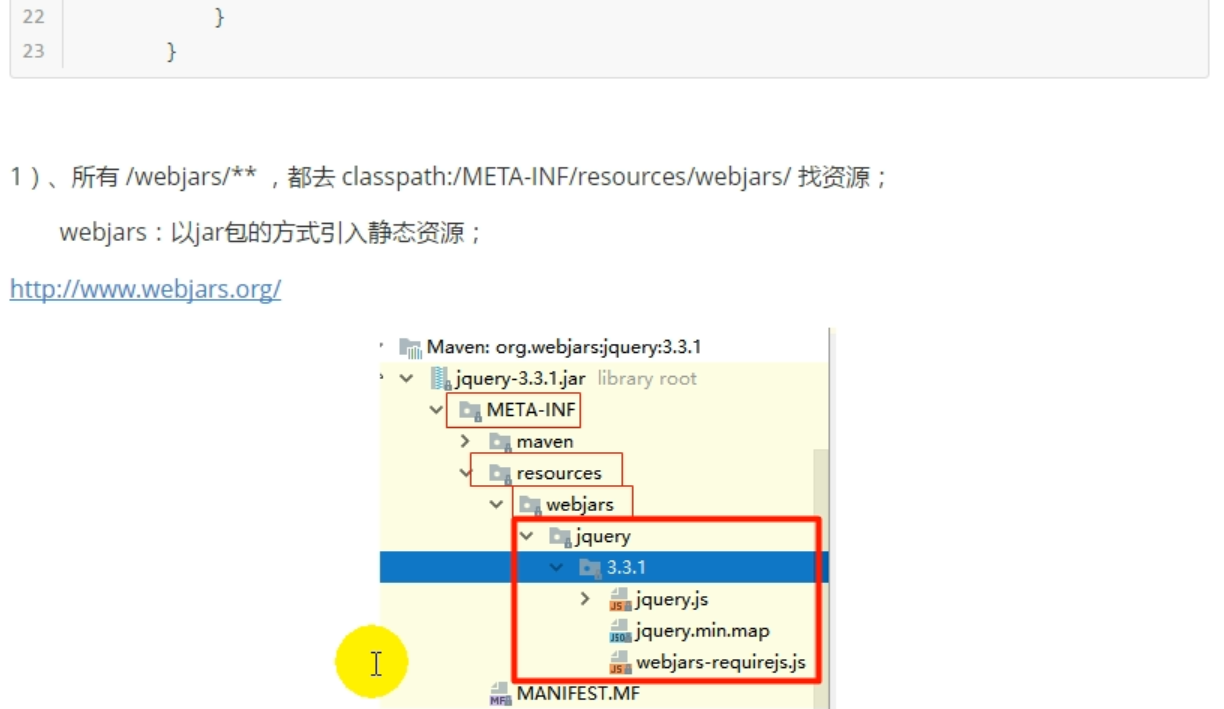 22 }
23 }
1）、所有 /webjars/** ，都去 classpath:/META-INF/resources/webjars/ 找资源；
webjars：以jar包的方式引入静态资源；
http://www.webjars.org/
Maven: org.webjars:jquery:3.3.1
jquery-3.3.1.jar library root
META-INF
maven
resources
webjars
jquery
3.3.1
JS jquery.js
JSON jquery.min.map
JS webjars-requirejs.js
MF MANIFEST.MF